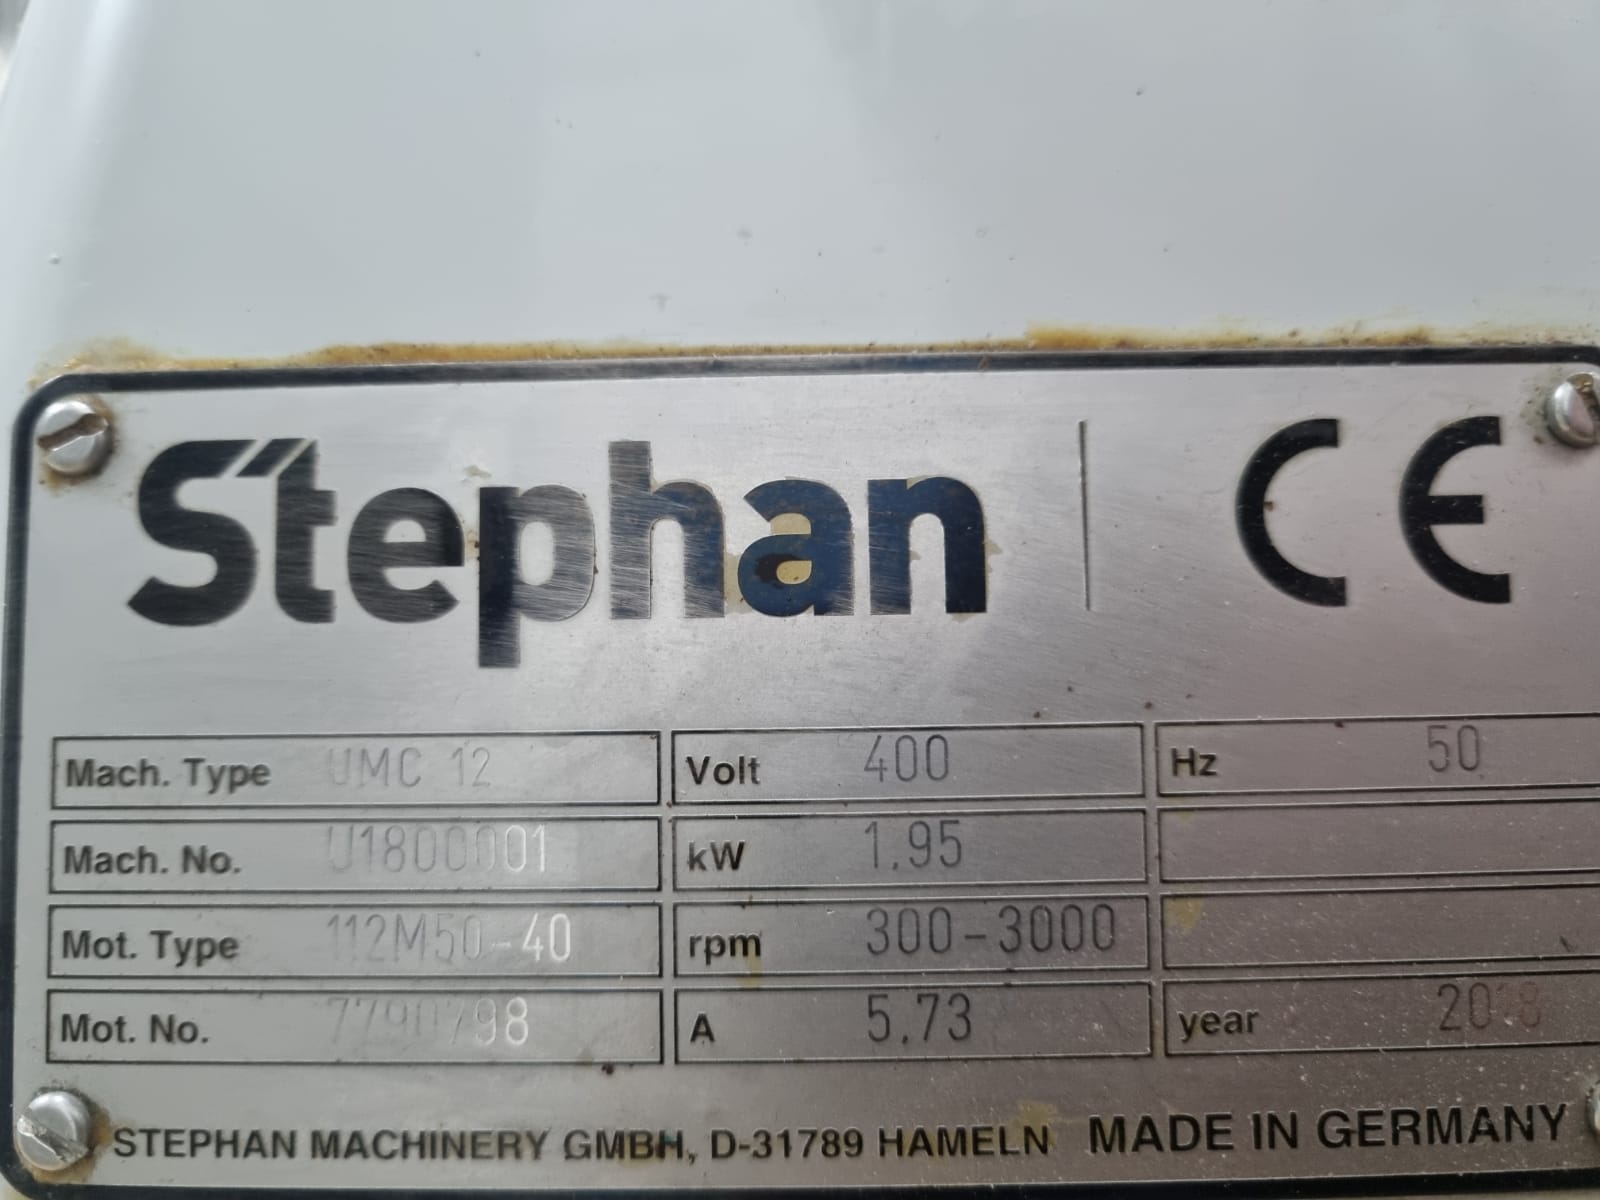 Stephan CE
Mach. Type UMC 12 Volt 400 Hz 50
Mach. No. U1800001 kW 1.95
Mot. Type 112M50-40 rpm 300-3000
Mot. No. 7790798 A 5.73 year 2018
STEPHAN MACHINERY GMBH, D-31789 HAMELN MADE IN GERMANY